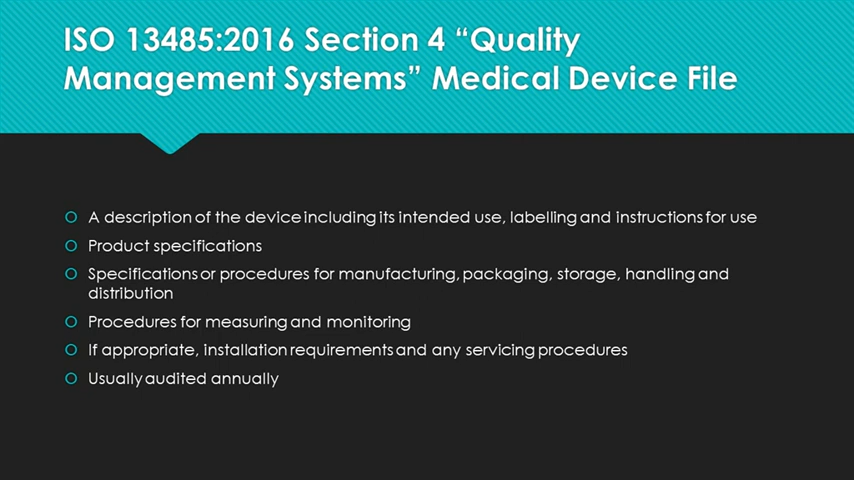 ISO 13485:2016 Section 4 “Quality
Management Systems” Medical Device File
A description of the device including its intended use, labelling and instructions for use
Product specifications
Specifications or procedures for manufacturing, packaging, storage, handling and
distribution
Procedures for measuring and monitoring
If appropriate, installation requirements and any servicing procedures
Usually audited annually